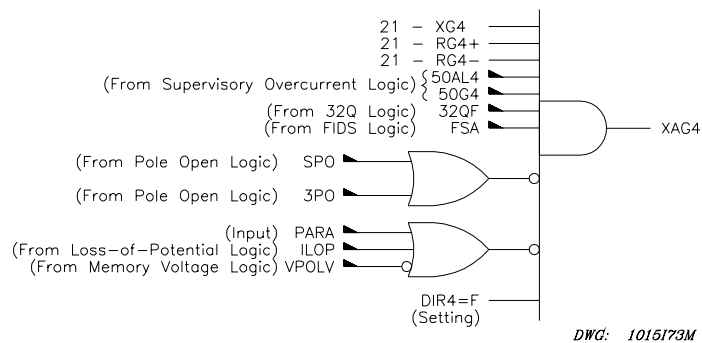 21 - XG4
21 - RG4+
21 - RG4-
(From Supervisory Overcurrent Logic) 50AL4
50G4
(From 32Q Logic) 32QF
(From FIDS Logic) FSA
XAG4
(From Pole Open Logic) SPO
(From Pole Open Logic) 3PO
(Input) PARA
(From Loss-of-Potential Logic) ILOP
(From Memory Voltage Logic) VPOLV
DIR4=F
(Setting)
DWG: 1015I73M